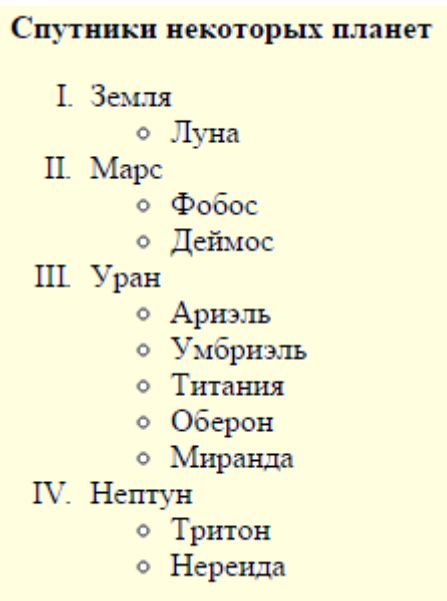 Спутники некоторых планет
I. Земля
◦ Луна
II. Марс
◦ Фобос
◦ Деймос
III. Уран
◦ Ариэль
◦ Умбриэль
◦ Титания
◦ Оберон
◦ Миранда
IV. Нептун
◦ Тритон
◦ Нереида